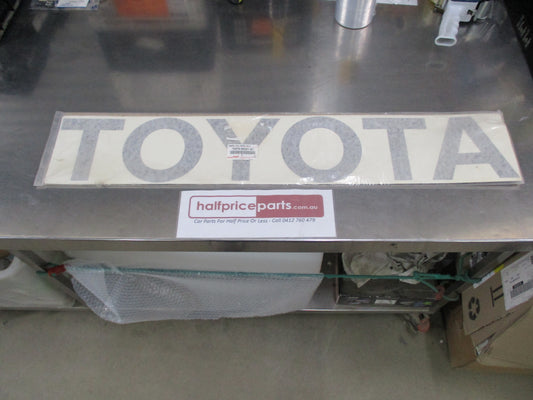 TOYOTA
halfpriceparts.com.au
Car Parts For Half Price Or Less - Call 0412 760 479